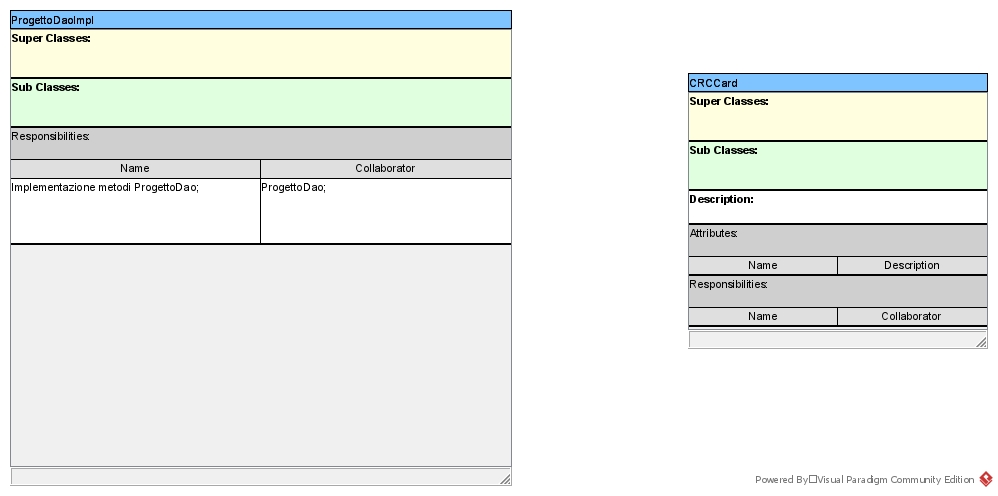 ProgettoDaoImpl
Super Classes:
Sub Classes:
Responsibilities:
Name Collaborator
Implementazione metodi ProgettoDao; ProgettoDao;
CRCCard
Super Classes:
Sub Classes:
Description:
Attributes:
Name Description
Responsibilities:
Name Collaborator
Powered By□Visual Paradigm Community Edition